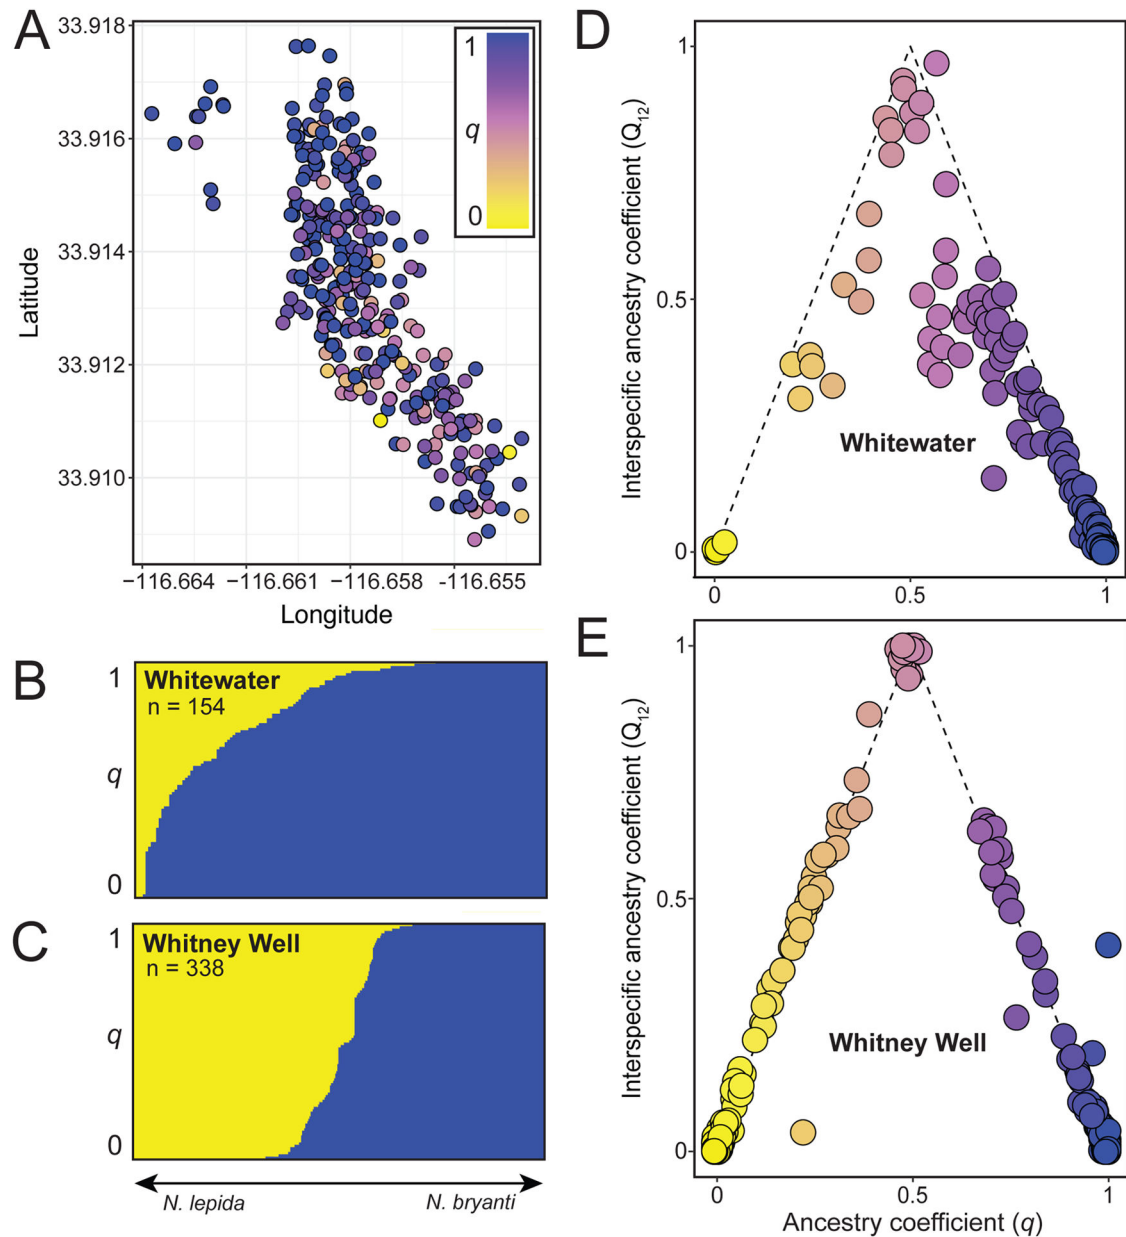 A
33.918
33.916
33.914
33.912
33.910
Latitude
−116.664
−116.661
−116.658
−116.655
Longitude
1
q
0
B
1
q
0
Whitewater
n = 154
C
1
q
0
Whitney Well
n = 338
N. lepida
N. bryanti
D
Interspecific ancestry coefficient (Q12)
1
0.5
0
Whitewater
0
0.5
1
E
Interspecific ancestry coefficient (Q12)
1
0.5
0
Whitney Well
0
0.5
1
Ancestry coefficient (q)